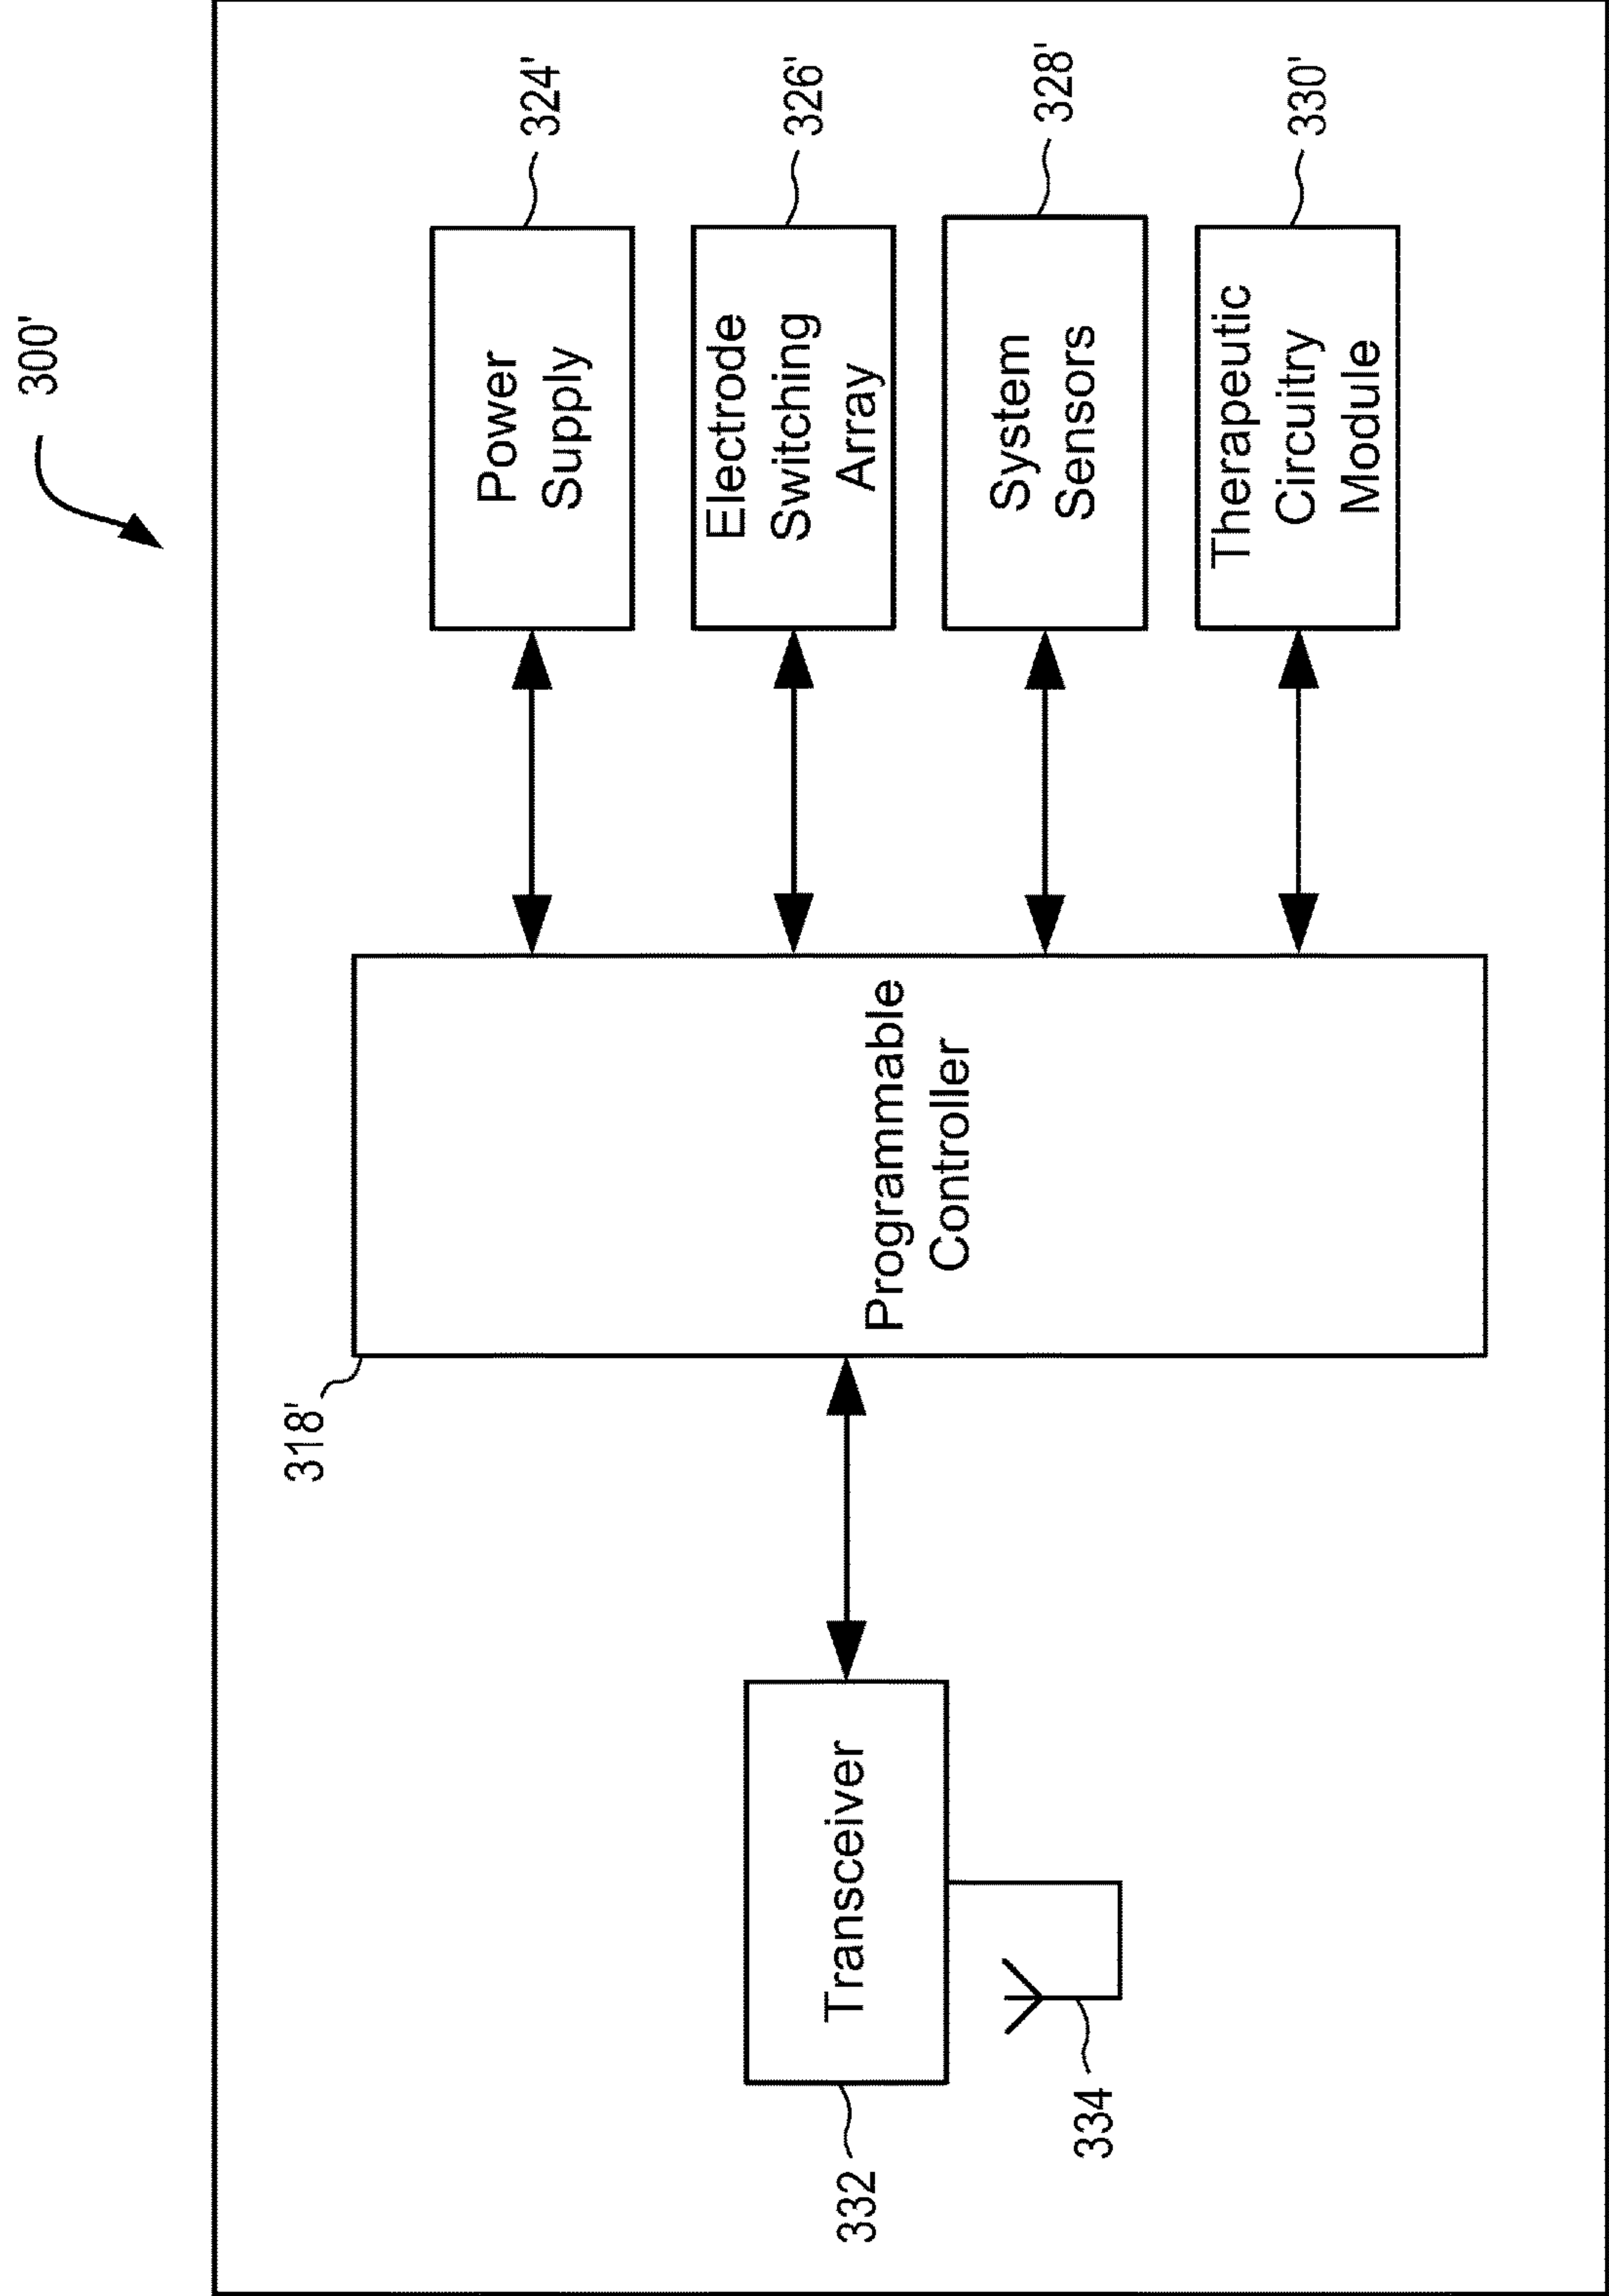 300'
Power
Supply
324'
Electrode
Switching
Array
326'
System
Sensors
328'
Therapeutic
Circuitry
Module
330'
318'
Programmable
Controller
Transceiver
332
334